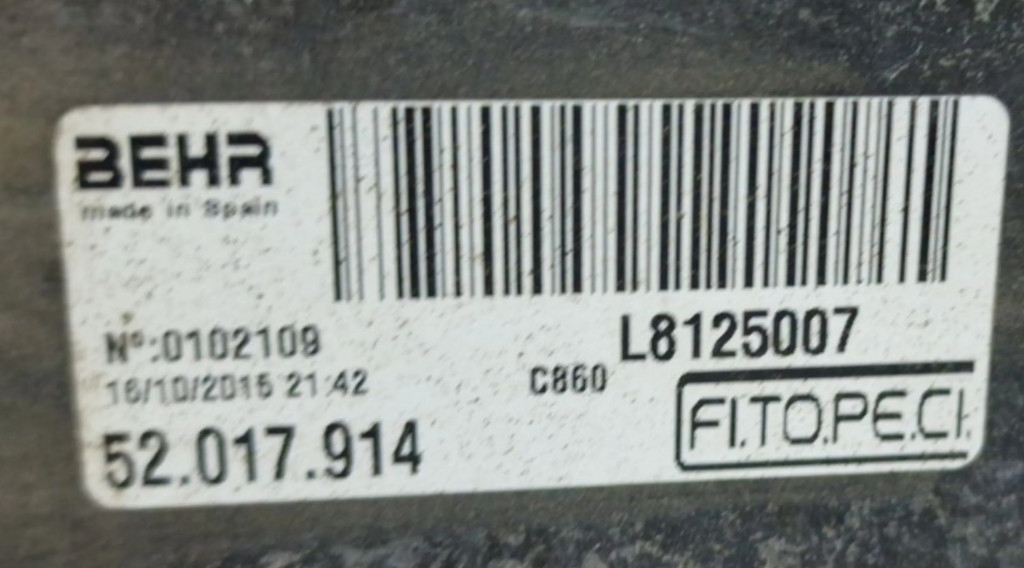 BEHR
made in Spain
Nº:0102109
16/10/2015 21:42
52.017.914
L8125007
C860
FI.TO.PE.CI.